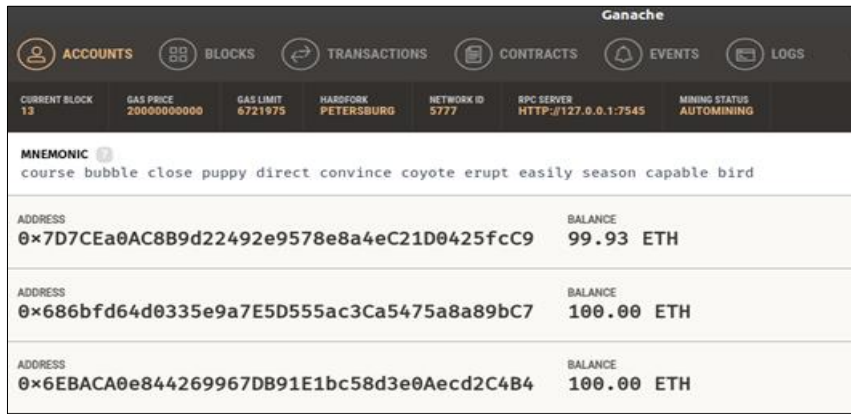 Ganache
ACCOUNTS BLOCKS TRANSACTIONS CONTRACTS EVENTS LOGS
CURRENT BLOCK GAS PRICE GAS LIMIT HARDFORK NETWORK ID RPC SERVER MINING STATUS
13 20000000000 6721975 PETERSBURG 5777 HTTP://127.0.0.1:7545 AUTOMINING
MNEMONIC ?
course bubble close puppy direct convince coyote erupt easily season capable bird
ADDRESS BALANCE
0×7D7CEa0AC8B9d22492e9578e8a4eC21D0425fcC9 99.93 ETH
ADDRESS BALANCE
0×686bfd64d0335e9a7E5D555ac3Ca5475a8a89bC7 100.00 ETH
ADDRESS BALANCE
0×6EBACA0e844269967DB91E1bc58d3e0Aecd2C4B4 100.00 ETH